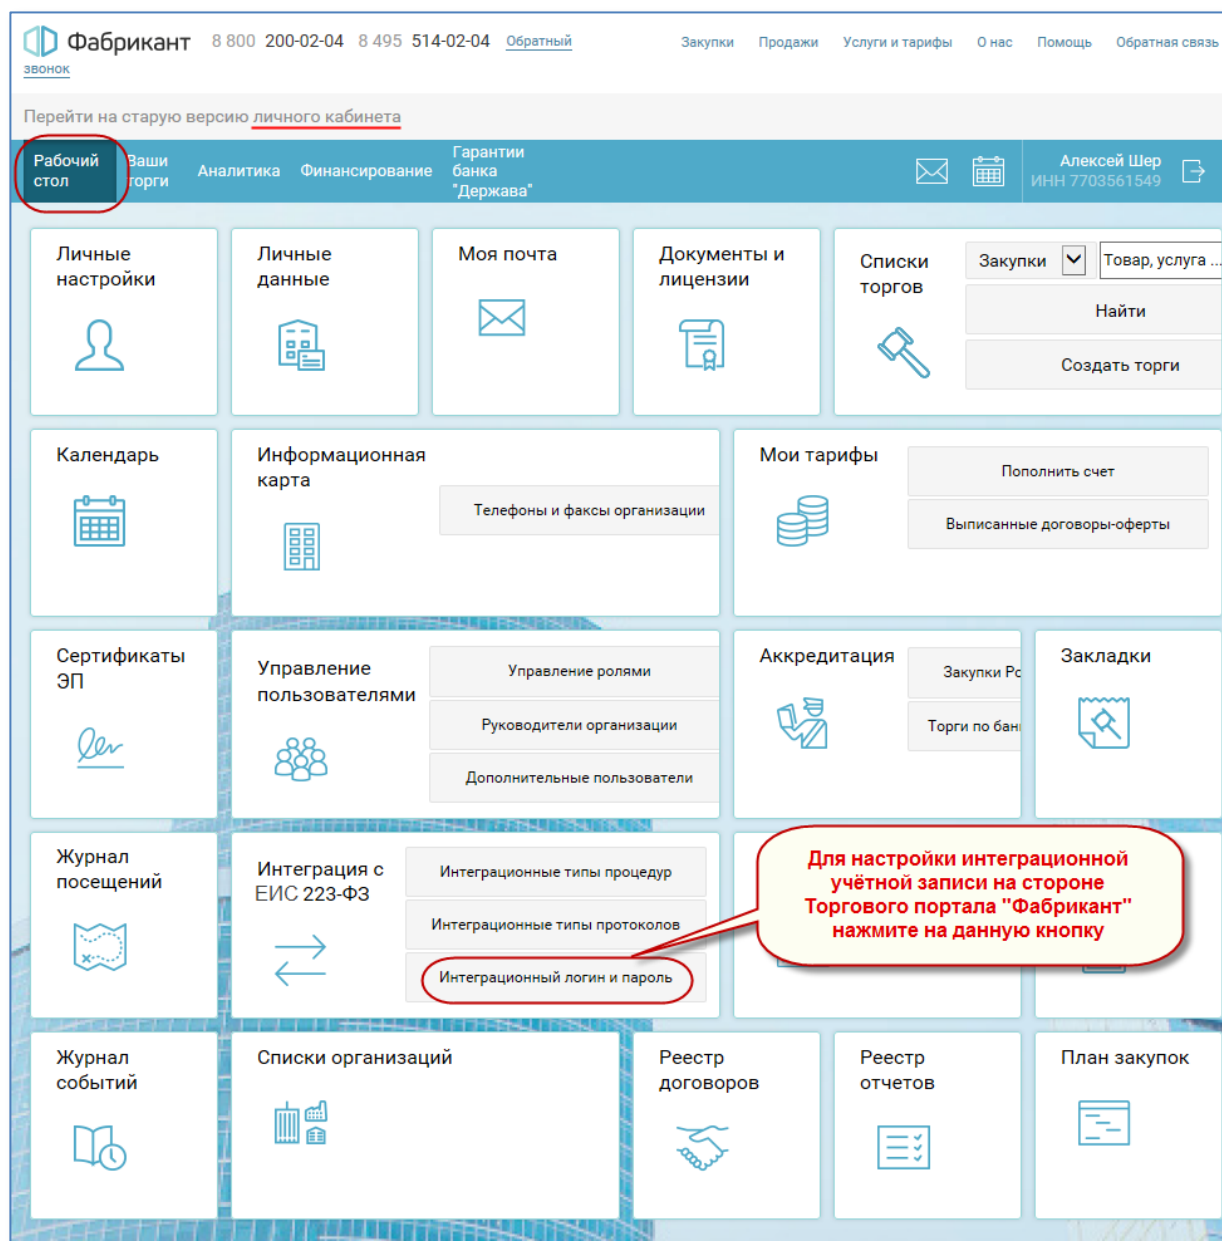 Фабрикант 8 800 200-02-04 8 495 514-02-04 Обратный
звонок
Закупки Продажи Услуги и тарифы О нас Помощь Обратная связь
Перейти на старую версию личного кабинета
Рабочий
стол
Ваши
торги
Аналитика
Финансирование
Гарантии
банка
"Держава"
Алексей Шер
ИНН 7703561549
Личные
настройки
Личные
данные
Моя почта
Документы и
лицензии
Списки
торгов
Закупки
Товар, услуга ...
Найти
Создать торги
Календарь
Информационная
карта
Телефоны и факсы организации
Мои тарифы
Пополнить счет
Выписанные договоры-оферты
Сертификаты
ЭП
Управление
пользователями
Управление ролями
Руководители организации
Дополнительные пользователи
Аккредитация
Закупки Ро
Торги по бан
Закладки
Журнал
посещений
Интеграция с
ЕИС 223-ФЗ
Интеграционные типы процедур
Интеграционные типы протоколов
Интеграционный логин и пароль
Для настройки интеграционной
учётной записи на стороне
Торгового портала "Фабрикант"
нажмите на данную кнопку
Журнал
событий
Списки организаций
Реестр
договоров
Реестр
отчетов
План закупок